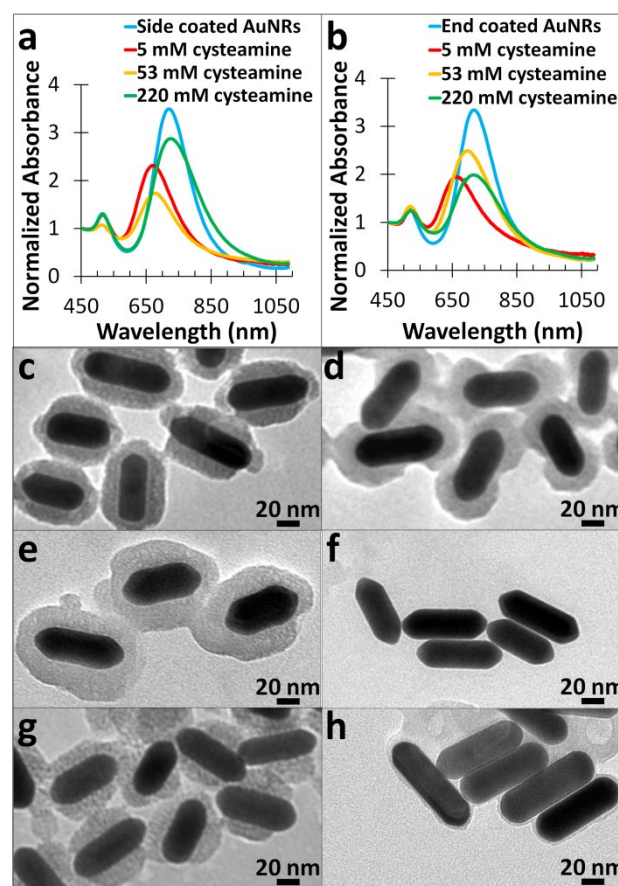 a
Side coated AuNRs
5 mM cysteamine
53 mM cysteamine
220 mM cysteamine
Normalized Absorbance
4
3
2
1
0
450 650 850 1050
Wavelength (nm)
b
End coated AuNRs
5 mM cysteamine
53 mM cysteamine
220 mM cysteamine
Normalized Absorbance
4
3
2
1
0
450 650 850 1050
Wavelength (nm)
c
20 nm
d
20 nm
e
20 nm
f
20 nm
g
20 nm
h
20 nm